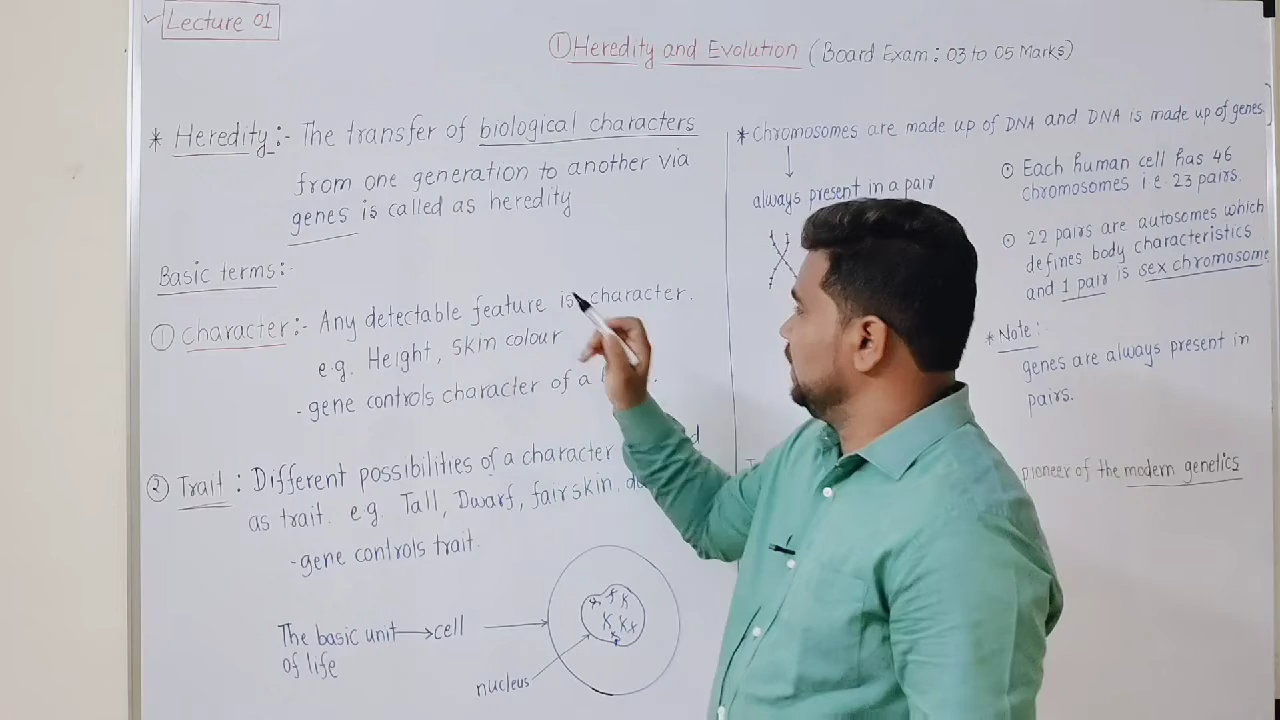 Lecture 01
① Heredity and Evolution (Board Exam: 03 to 05 Marks)
* Heredity :- The transfer of biological characters
from one generation to another via
genes is called as heredity
Basic terms:-
① Character:- Any detectable feature is character.
e.g. Height, skin colour
- gene controls character of a
② Trait : Different possibilities of a character
as trait. e.g. Tall, Dwarf, fair skin,
- gene controls trait.
The basic unit → cell
of life
nucleus
* Chromosomes are made up of DNA and DNA is made up of genes.
always present in a pair
⊙ Each human cell has 46
chromosomes i.e. 23 pairs.
⊙ 22 pairs are autosomes which
defines body characteristics
and 1 pair is sex chromosome
* Note:
genes are always present in
pairs.
pioneer of the modern genetics